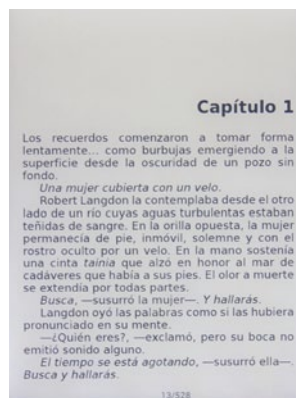 Capítulo 1
Los recuerdos comenzaron a tomar forma
lentamente... como burbujas emergiendo a la
superficie desde la oscuridad de un pozo sin
fondo.
Una mujer cubierta con un velo.
Robert Langdon la contemplaba desde el otro
lado de un río cuyas aguas turbulentas estaban
teñidas de sangre. En la orilla opuesta, la mujer
permanecía de pie, inmóvil, solemne y con el
rostro oculto por un velo. En la mano sostenía
una cinta tainia que alzó en honor al mar de
cadáveres que había a sus pies. El olor a muerte
se extendía por todas partes.
Busca, —susurró la mujer—. Y hallarás.
Langdon oyó las palabras como si las hubiera
pronunciado en su mente.
—¿Quién eres?, —exclamó, pero su boca no
emitió sonido alguno.
El tiempo se está agotando, —susurró ella—.
Busca y hallarás.
13/528